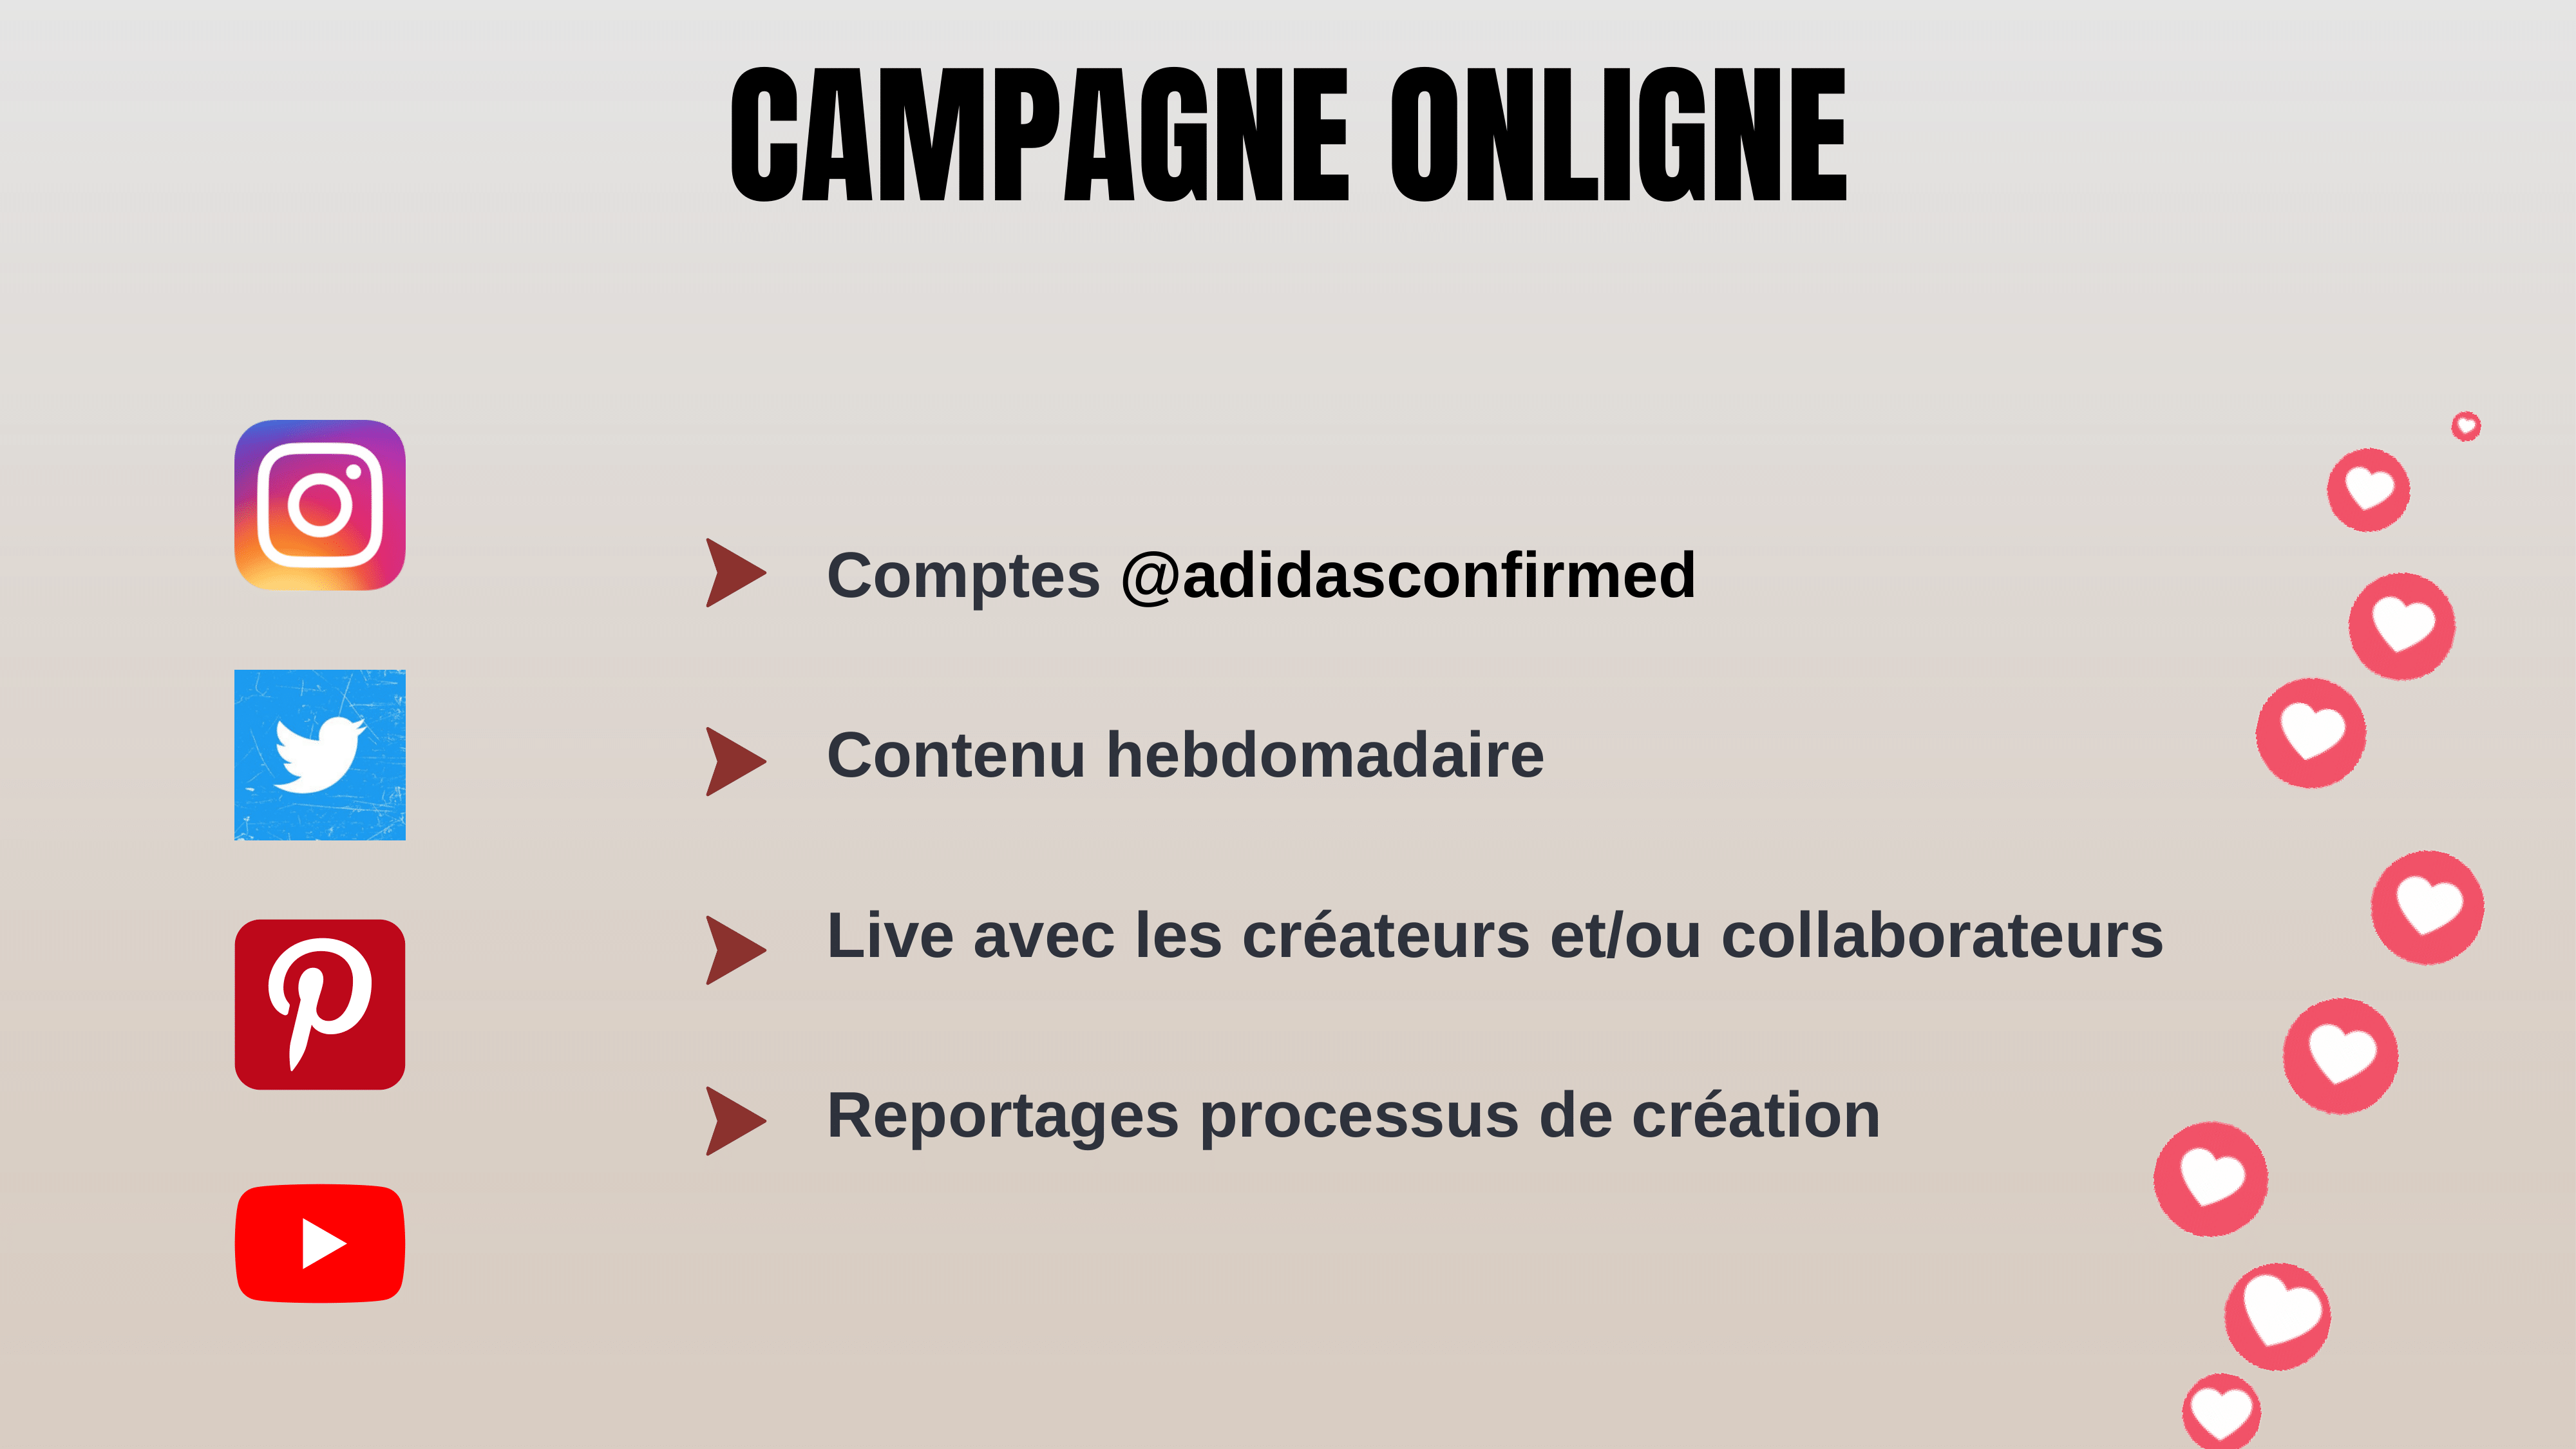 CAMPAGNE ONLIGNE
Comptes @adidasconfirmed
Contenu hebdomadaire
Live avec les créateurs et/ou collaborateurs
Reportages processus de création